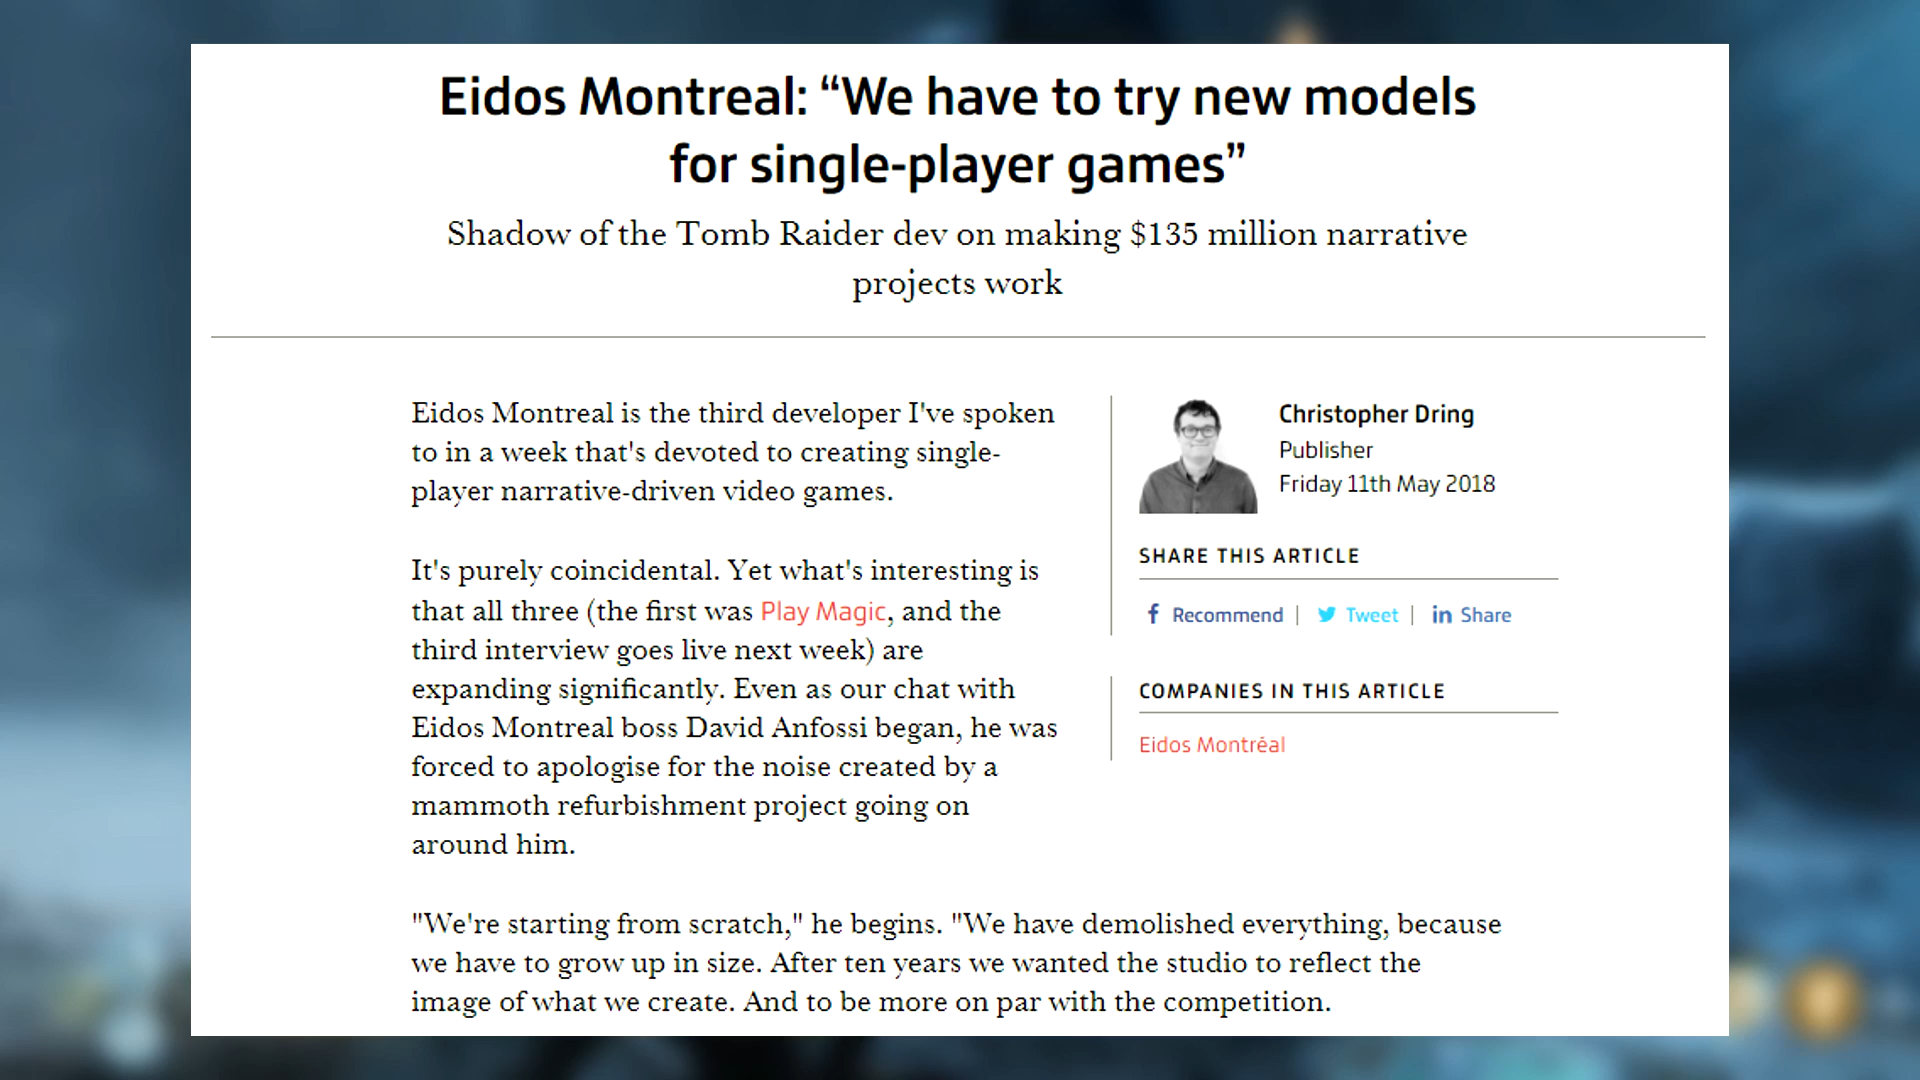 Eidos Montreal: “We have to try new models
for single-player games”
Shadow of the Tomb Raider dev on making $135 million narrative
projects work
Eidos Montreal is the third developer I've spoken
to in a week that's devoted to creating single-
player narrative-driven video games.
It's purely coincidental. Yet what's interesting is
that all three (the first was Play Magic, and the
third interview goes live next week) are
expanding significantly. Even as our chat with
Eidos Montreal boss David Anfossi began, he was
forced to apologise for the noise created by a
mammoth refurbishment project going on
around him.
"We're starting from scratch," he begins. "We have demolished everything, because
we have to grow up in size. After ten years we wanted the studio to reflect the
image of what we create. And to be more on par with the competition.
Christopher Dring
Publisher
Friday 11th May 2018
SHARE THIS ARTICLE
Recommend | Tweet | in Share
COMPANIES IN THIS ARTICLE
Eidos Montréal